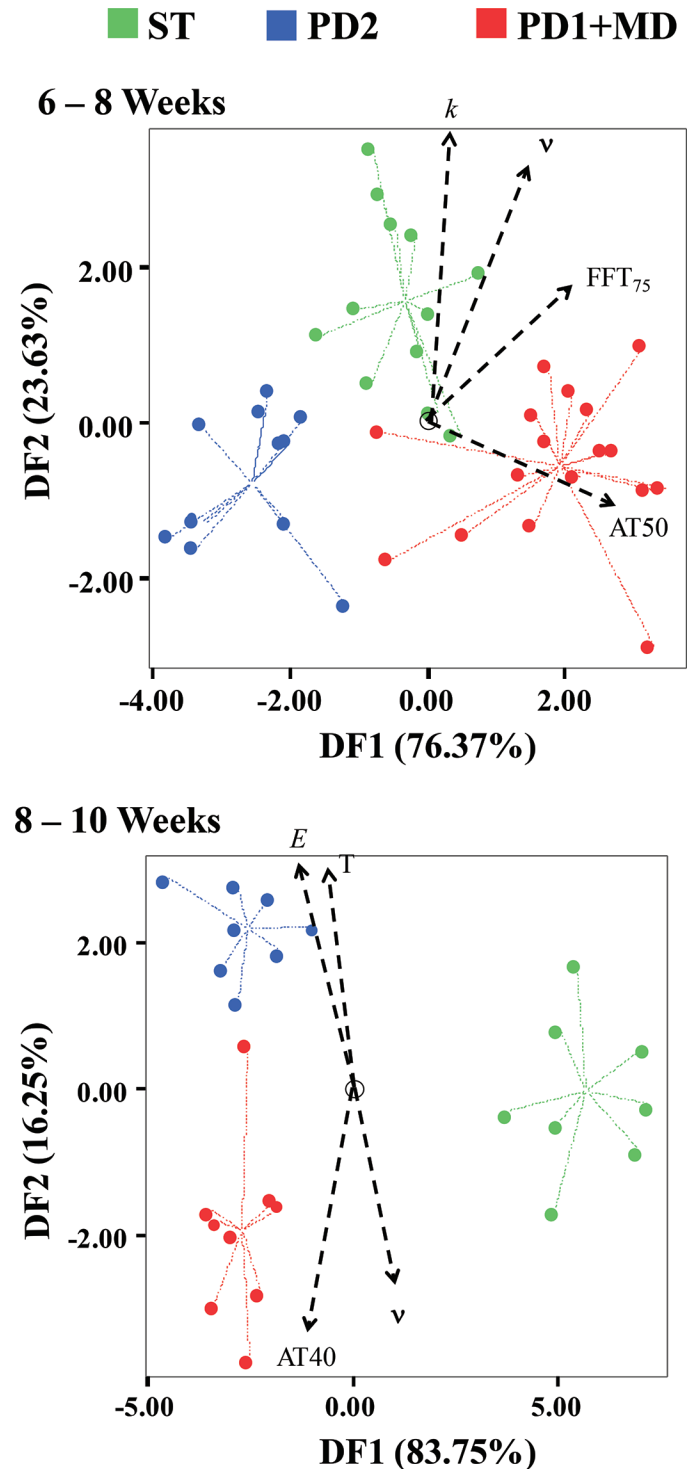 ST PD2 PD1+MD
6 – 8 Weeks
k
ν
FFT75
2.00
0.00
-2.00
AT50
DF2 (23.63%)
-4.00 -2.00 0.00 2.00
DF1 (76.37%)
8 – 10 Weeks
E
T
2.00
0.00
-2.00
ν
AT40
DF2 (16.25%)
-5.00 0.00 5.00
DF1 (83.75%)